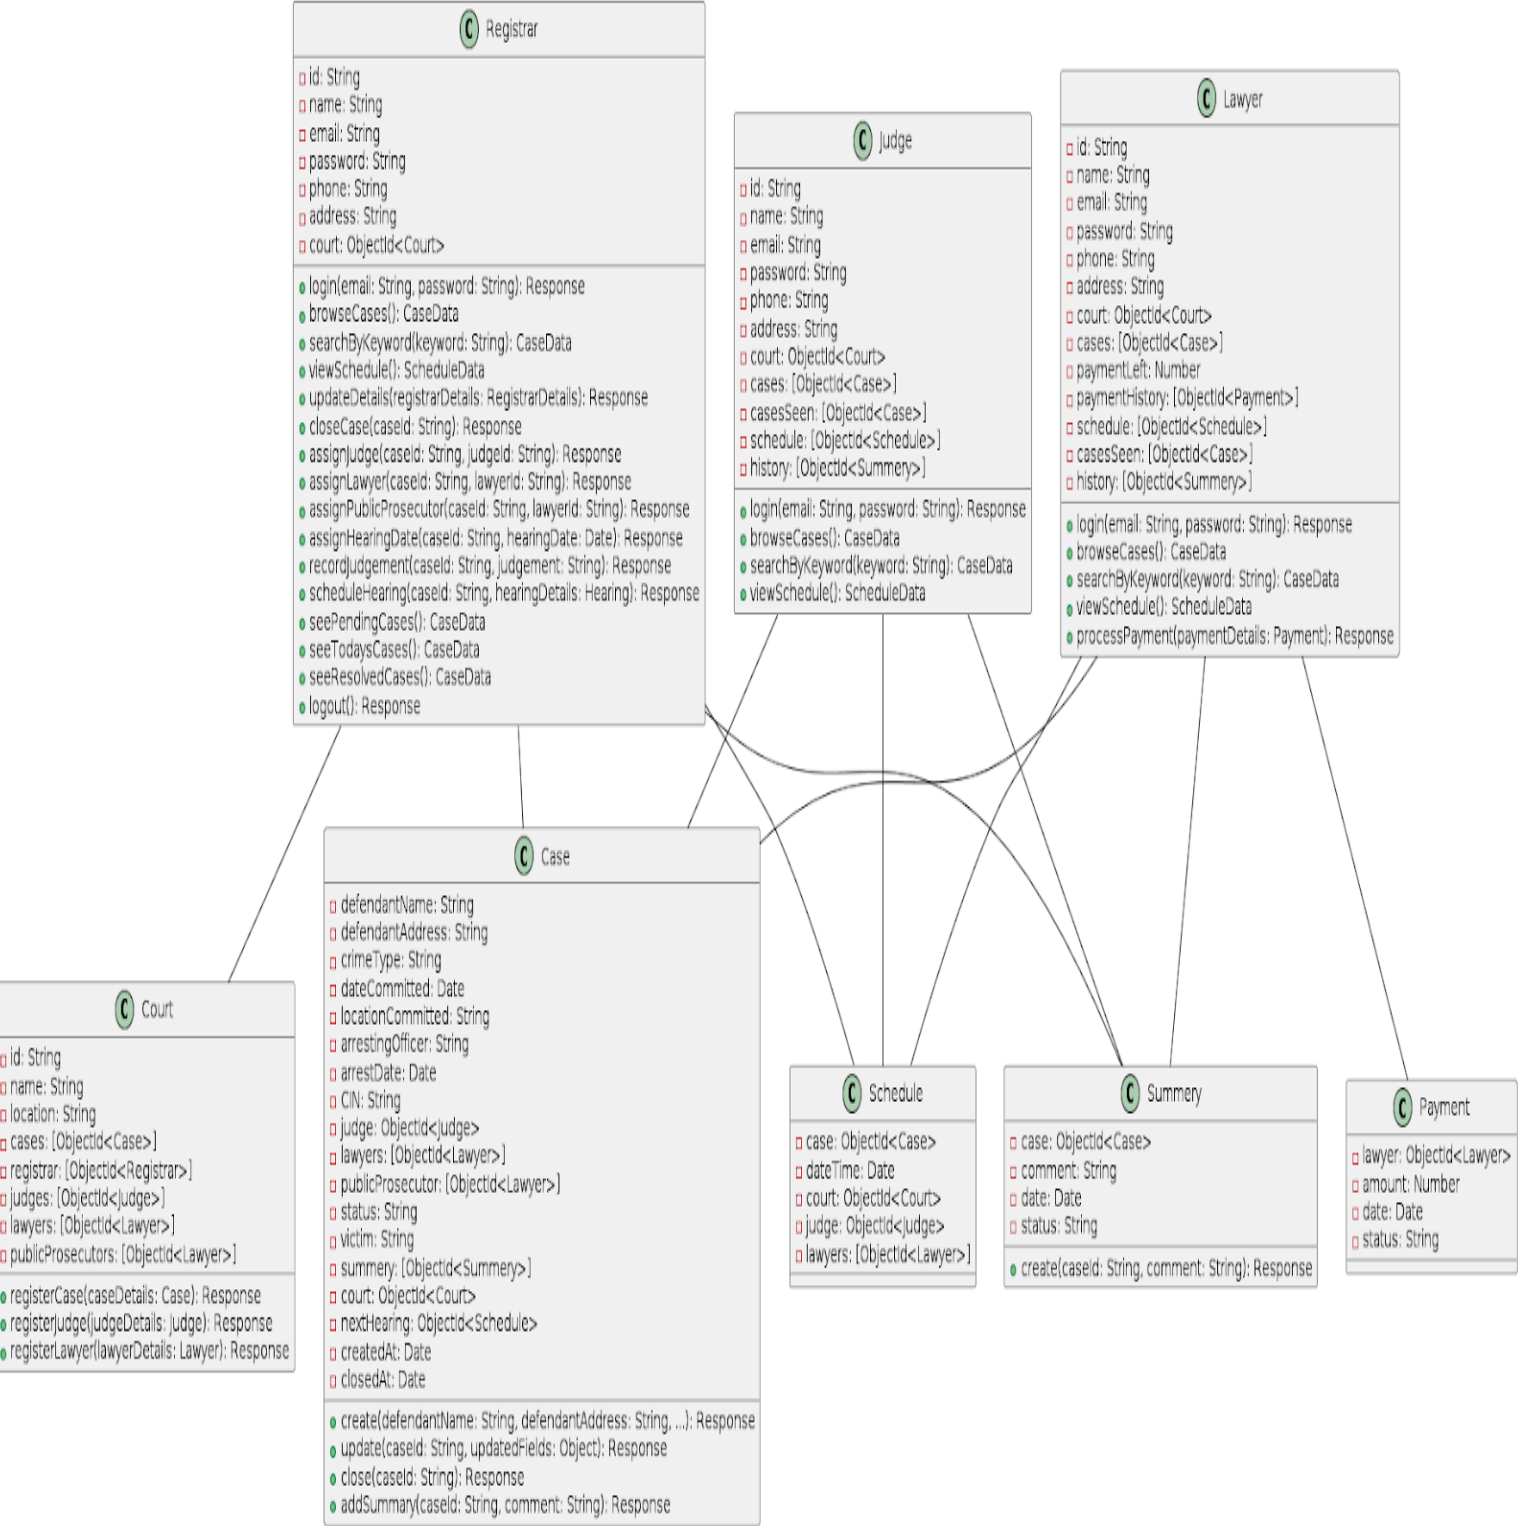 C Registrar
id: String
name: String
email: String
password: String
phone: String
address: String
court: ObjectId<Court>
login(email: String, password: String): Response
browseCases(): CaseData
searchByKeyword(keyword: String): CaseData
viewSchedule(): ScheduleData
updateDetails(registrarDetails: RegistrarDetails): Response
closeCase(caseId: String): Response
assignJudge(caseId: String, judgeId: String): Response
assignLawyer(caseId: String, lawyerId: String): Response
assignPublicProsecutor(caseId: String, lawyerId: String): Response
assignHearingDate(caseId: String, hearingDate: Date): Response
recordJudgement(caseId: String, judgement: String): Response
scheduleHearing(caseId: String, hearingDetails: Hearing): Response
seePendingCases(): CaseData
seeTodaysCases(): CaseData
seeResolvedCases(): CaseData
logout(): Response
C Judge
id: String
name: String
email: String
password: String
phone: String
address: String
court: ObjectId<Court>
cases: [ObjectId<Case>]
casesSeen: [ObjectId<Case>]
schedule: [ObjectId<Schedule>]
history: [ObjectId<Summery>]
login(email: String, password: String): Response
browseCases(): CaseData
searchByKeyword(keyword: String): CaseData
viewSchedule(): ScheduleData
C Lawyer
id: String
name: String
email: String
password: String
phone: String
address: String
court: ObjectId<Court>
cases: [ObjectId<Case>]
paymentLeft: Number
paymentHistory: [ObjectId<Payment>]
schedule: [ObjectId<Schedule>]
casesSeen: [ObjectId<Case>]
history: [ObjectId<Summery>]
login(email: String, password: String): Response
browseCases(): CaseData
searchByKeyword(keyword: String): CaseData
viewSchedule(): ScheduleData
processPayment(paymentDetails: Payment): Response
C Court
id: String
name: String
location: String
cases: [ObjectId<Case>]
registrar: [ObjectId<Registrar>]
judges: [ObjectId<Judge>]
lawyers: [ObjectId<Lawyer>]
publicProsecutors: [ObjectId<Lawyer>]
registerCase(caseDetails: Case): Response
registerJudge(judgeDetails: Judge): Response
registerLawyer(lawyerDetails: Lawyer): Response
C Case
defendantName: String
defendantAddress: String
crimeType: String
dateCommitted: Date
locationCommitted: String
arrestingOfficer: String
arrestDate: Date
CIN: String
judge: ObjectId<Judge>
lawyers: [ObjectId<Lawyer>]
publicProsecutor: [ObjectId<Lawyer>]
status: String
victim: String
summery: [ObjectId<Summery>]
court: ObjectId<Court>
nextHearing: ObjectId<Schedule>
createdAt: Date
closedAt: Date
create(defendantName: String, defendantAddress: String, ...): Response
update(caseId: String, updatedFields: Object): Response
close(caseId: String): Response
addSummary(caseId: String, comment: String): Response
C Schedule
case: ObjectId<Case>
dateTime: Date
court: ObjectId<Court>
judge: ObjectId<Judge>
lawyers: [ObjectId<Lawyer>]
C Summery
case: ObjectId<Case>
comment: String
date: Date
status: String
create(caseId: String, comment: String): Response
C Payment
lawyer: ObjectId<Lawyer>
amount: Number
date: Date
status: String